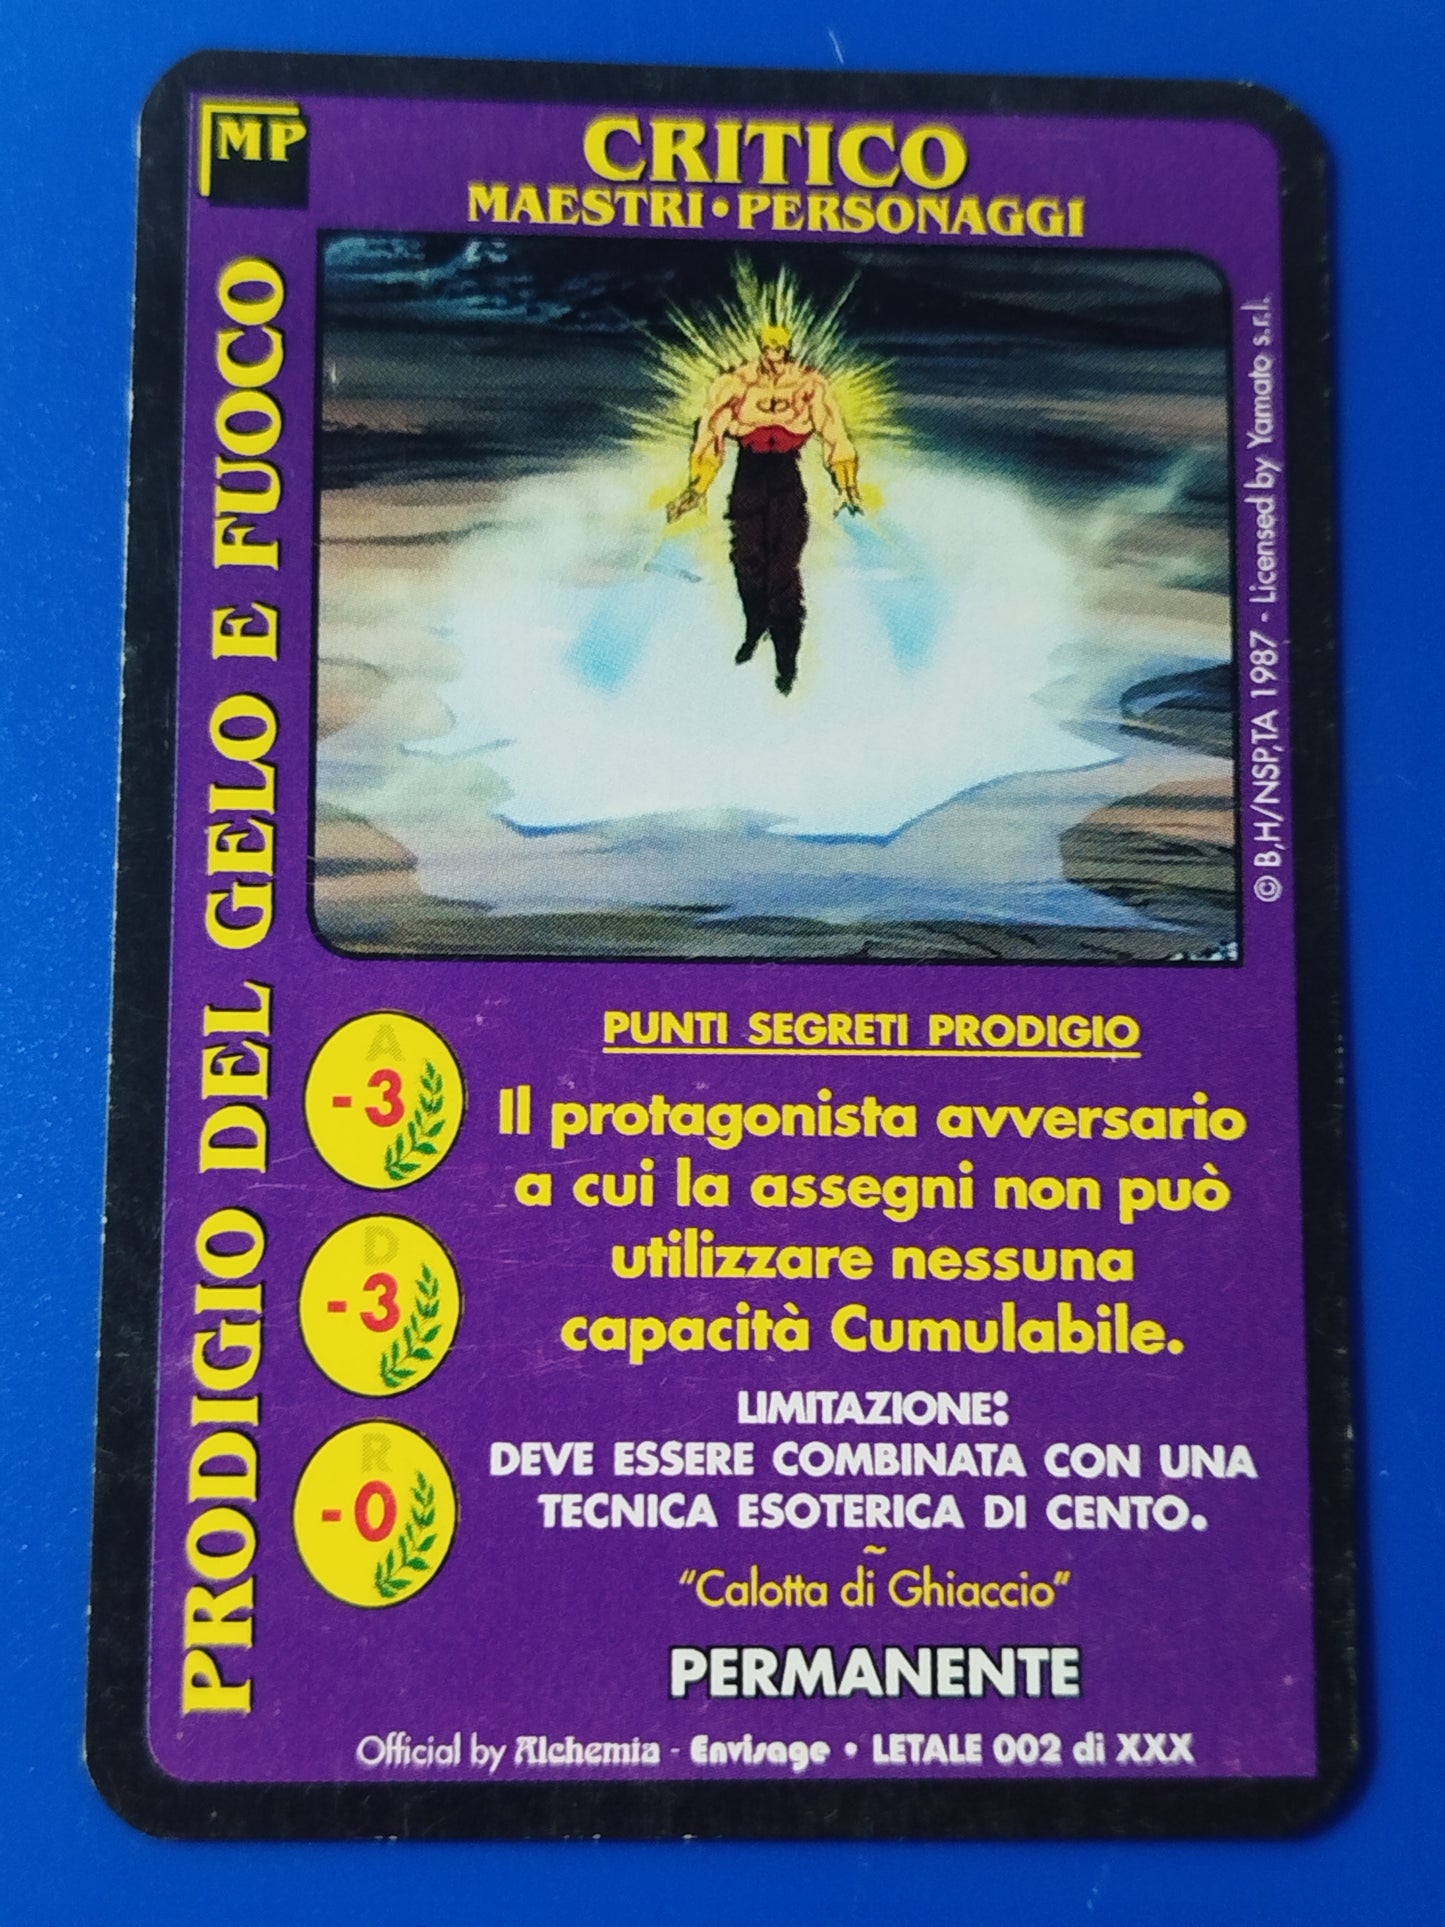 MP
CRITICO
MAESTRI•PERSONAGGI
PRODIGIO DEL GELO E FUOCO
© B,H/NSP,TA 1987 - Licensed by Yamato s.r.l.
A
-3
D
-3
R
-0
PUNTI SEGRETI PRODIGIO
Il protagonista avversario
a cui la assegni non può
utilizzare nessuna
capacità Cumulabile.
LIMITAZIONE:
DEVE ESSERE COMBINATA CON UNA
TECNICA ESOTERICA DI CENTO.
~
“Calotta di Ghiaccio”
PERMANENTE
Official by Alchemia - Envisage • LETALE 002 di XXX